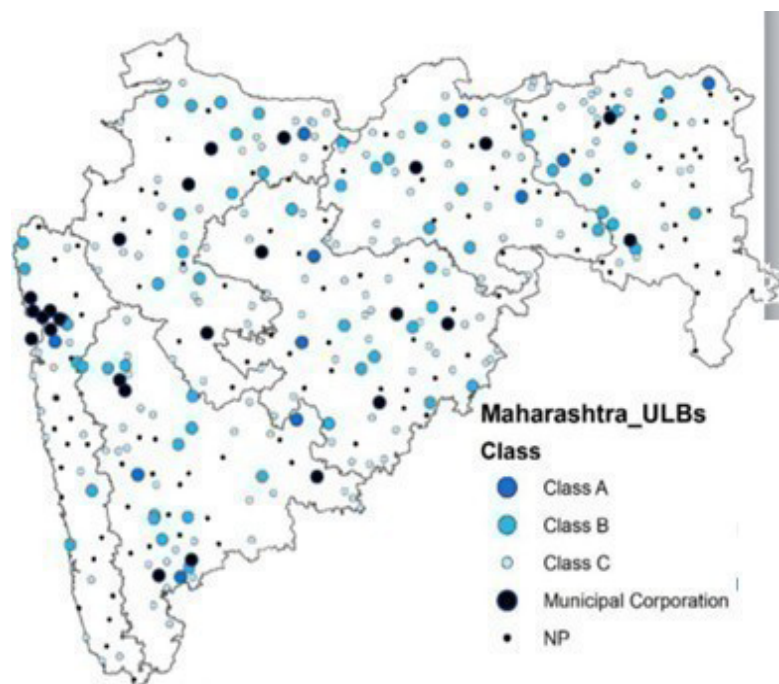 Maharashtra_ULBs
Class
Class A
Class B
Class C
Municipal Corporation
NP